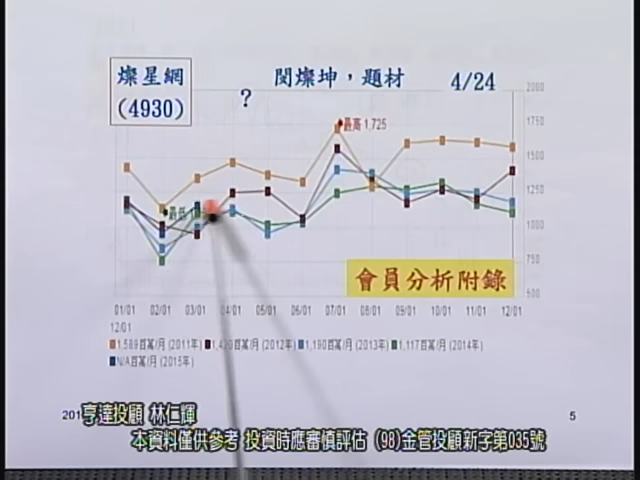 燦星網
(4930)
閩燦坤，題材
4/24
?
2000
1750
1500
1250
1000
750
500
最高 1,725
最低
會員分析附錄
01/01 02/01 03/01 04/01 05/01 06/01 07/01 08/01 09/01 10/01 11/01 12/01
12/01
1,589百萬/月 (2011年) 1,420百萬/月 (2012年) 1,190百萬/月 (2013年) 1,117百萬/月 (2014年)
N/A百萬/月 (2015年)
亨達投顧 林仁輝
5
本資料僅供參考 投資時應審慎評估 (98)金管投顧新字第035號